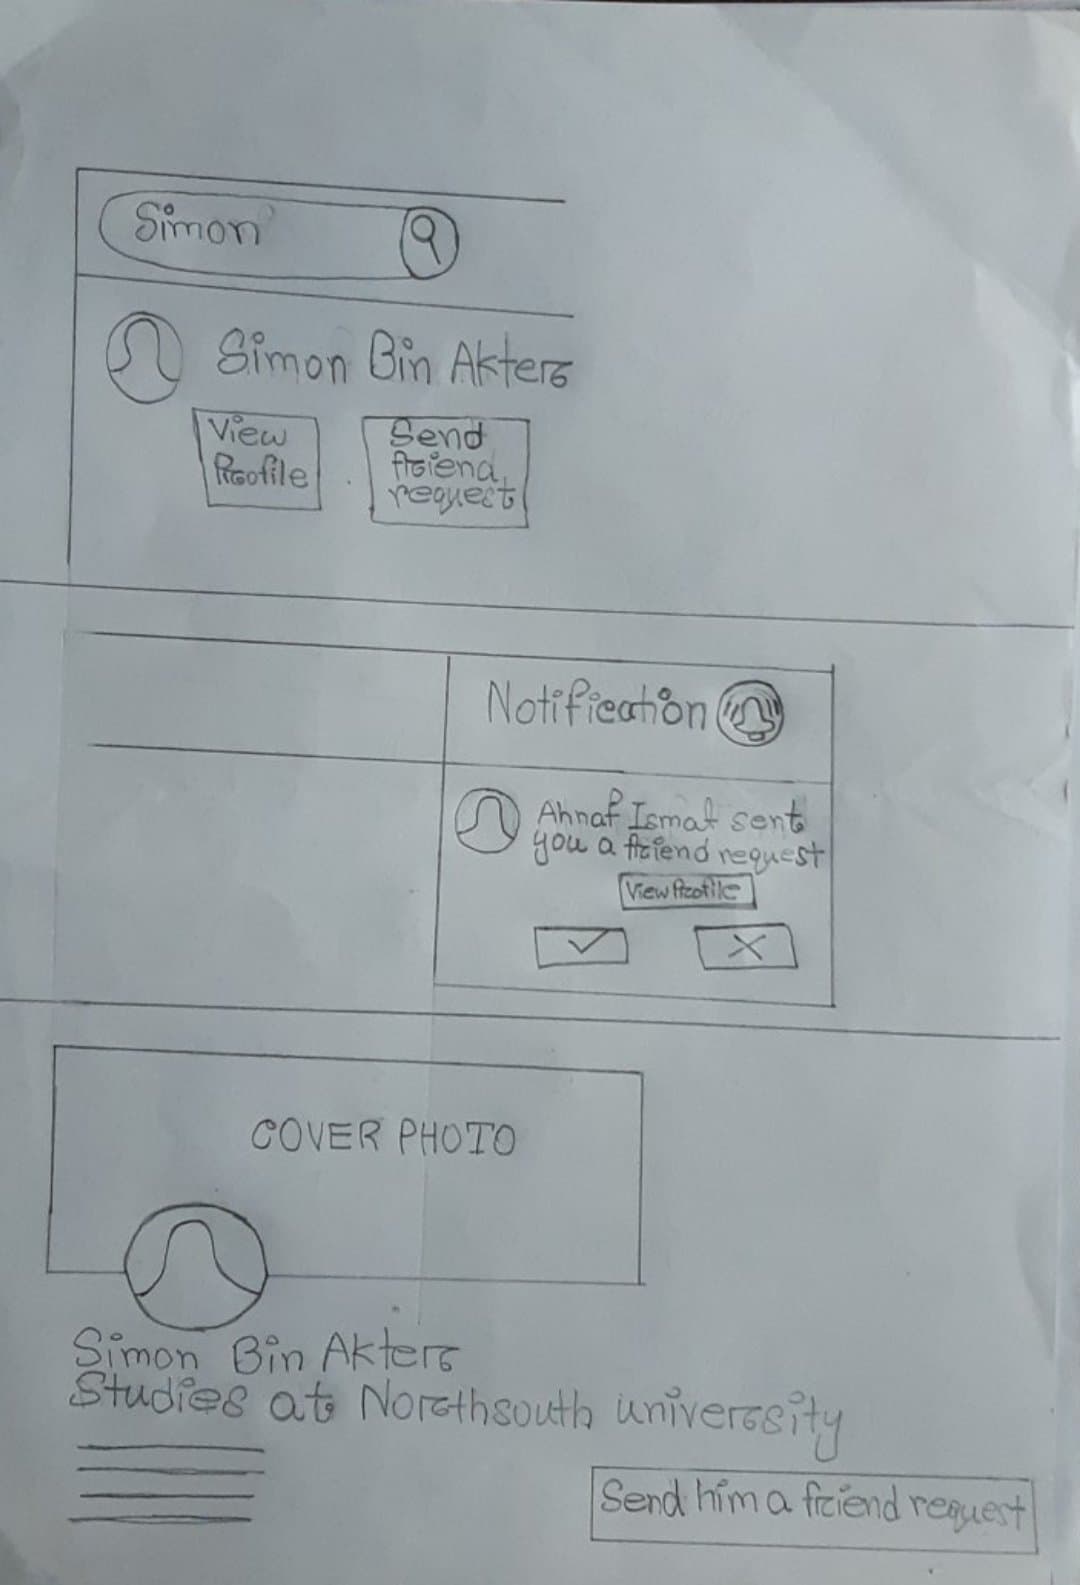 Simon
Simon Bin Akter
View
Profile
Send
friend
request
Notification
Ahnaf Ismat sent
you a friend request
View Profile
COVER PHOTO
Simon Bin Akter
Studies at Northsouth university
Send him a friend request